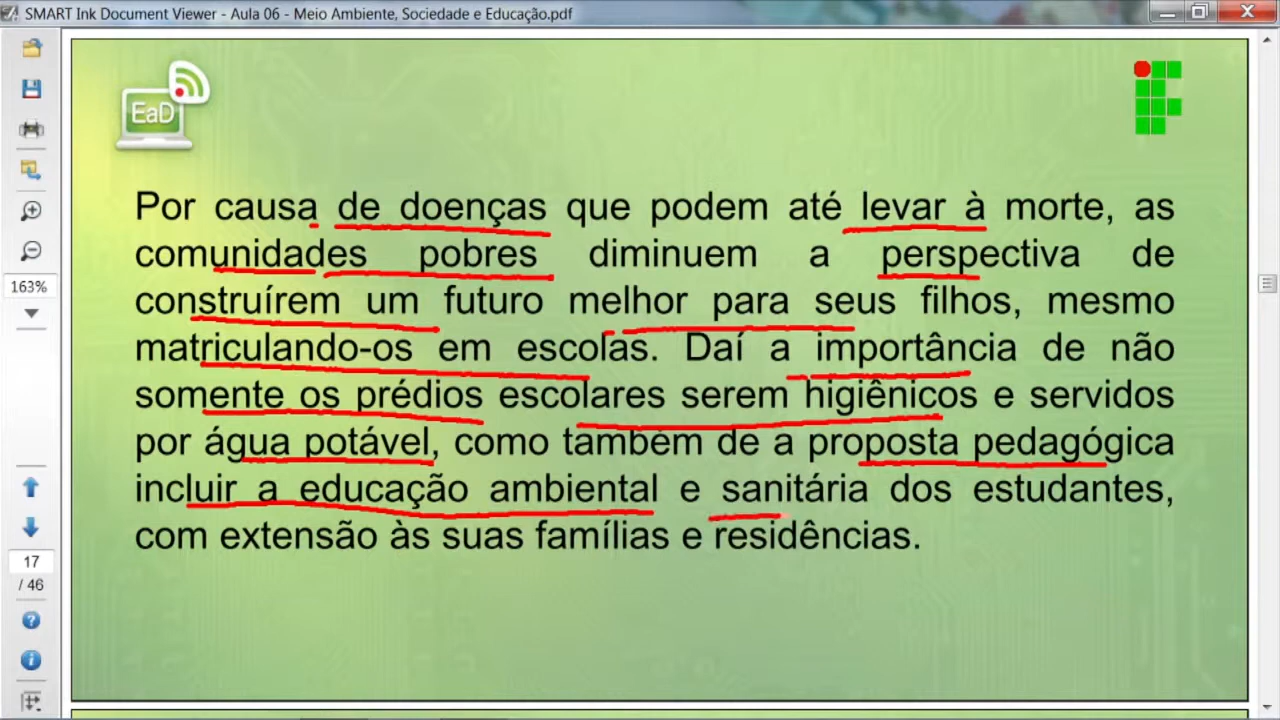 SMART Ink Document Viewer - Aula 06 - Meio Ambiente, Sociedade e Educação.pdf
EaD
Por causa de doenças que podem até levar à morte, as
comunidades pobres diminuem a perspectiva de
construírem um futuro melhor para seus filhos, mesmo
matriculando-os em escolas. Daí a importância de não
somente os prédios escolares serem higiênicos e servidos
por água potável, como também de a proposta pedagógica
incluir a educação ambiental e sanitária dos estudantes,
com extensão às suas famílias e residências.
163%
17
/ 46